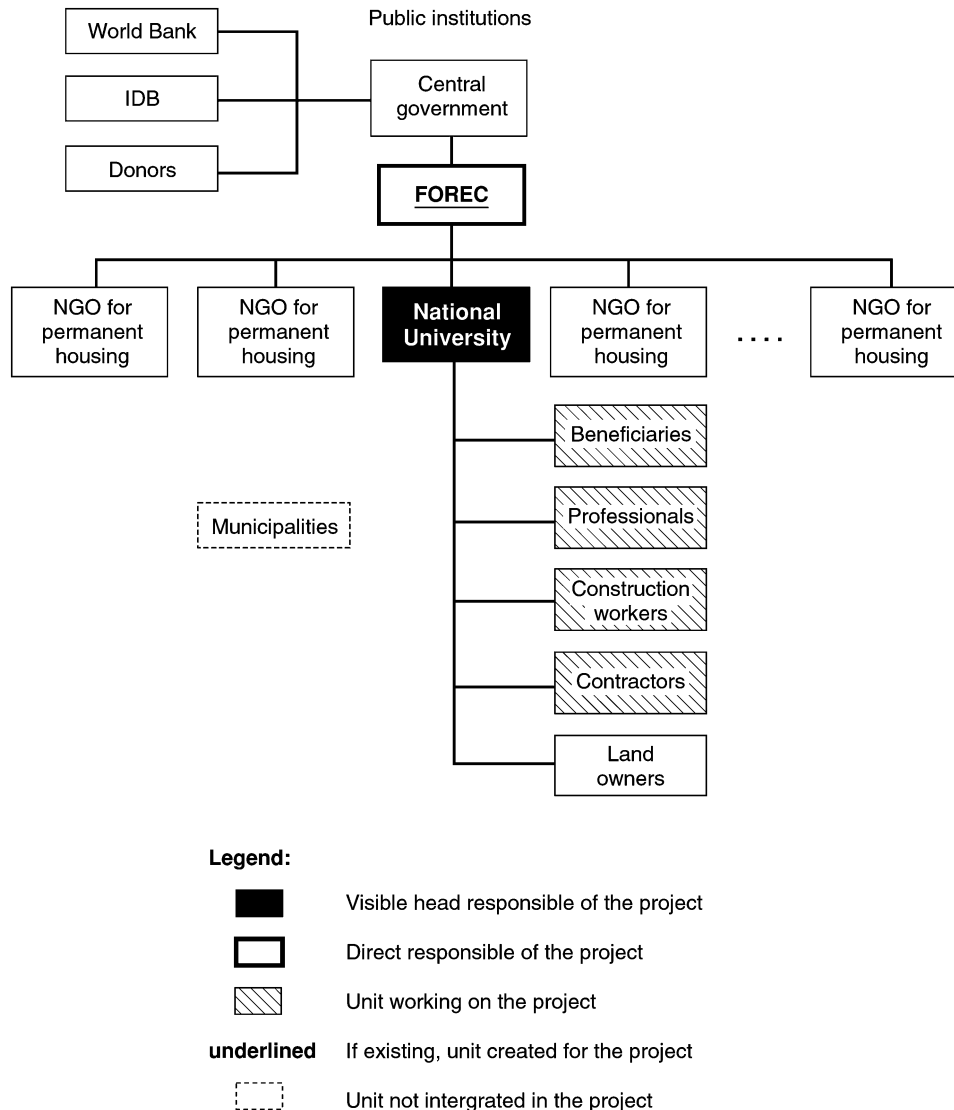 Public institutions
World Bank
IDB
Donors
Central
government
FOREC
NGO for
permanent
housing
NGO for
permanent
housing
National
University
NGO for
permanent
housing
....
NGO for
permanent
housing
Beneficiaries
Professionals
Municipalities
Construction
workers
Contractors
Land
owners
Legend:
Visible head responsible of the project
Direct responsible of the project
Unit working on the project
underlined If existing, unit created for the project
Unit not intergrated in the project